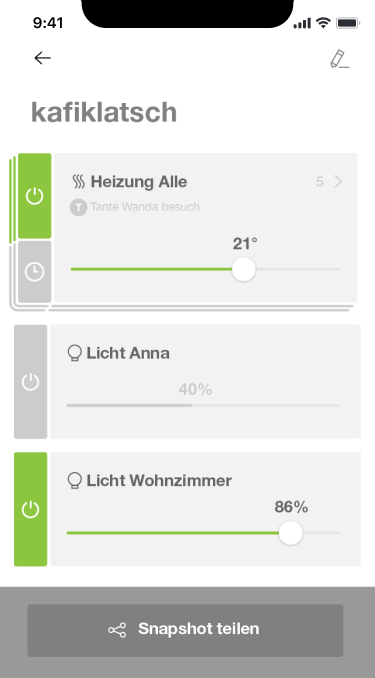 9:41
kafiklatsch
Heizung Alle
5
T Tante Wanda besuch
21°
Licht Anna
40%
Licht Wohnzimmer
86%
Snapshot teilen